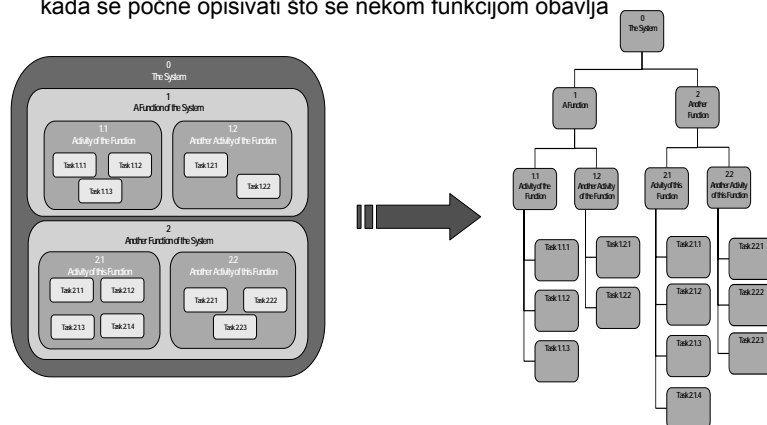 kada se počne opisivati što se nekom funkcijom obavlja
0
The System
1
A Function of the System
1.1
Activity of the Function
Task 1.1.1
Task 1.1.2
Task 1.1.3
1.2
Another Activity of the Function
Task 1.2.1
Task 1.2.2
2
Another Function of the System
2.1
Activity of this Function
Task 2.1.1
Task 2.1.2
Task 2.1.3
Task 2.1.4
2.2
Another Activity of this Function
Task 2.2.1
Task 2.2.2
Task 2.2.3
0
The System
1
A Function
2
Another
Function
1.1
Activity of the
Function
1.2
Another Activity
of the Function
2.1
Activity of this
Function
2.2
Another Activity
of this Function
Task 1.1.1
Task 1.1.2
Task 1.1.3
Task 1.2.1
Task 1.2.2
Task 2.1.1
Task 2.1.2
Task 2.1.3
Task 2.1.4
Task 2.2.1
Task 2.2.2
Task 2.2.3